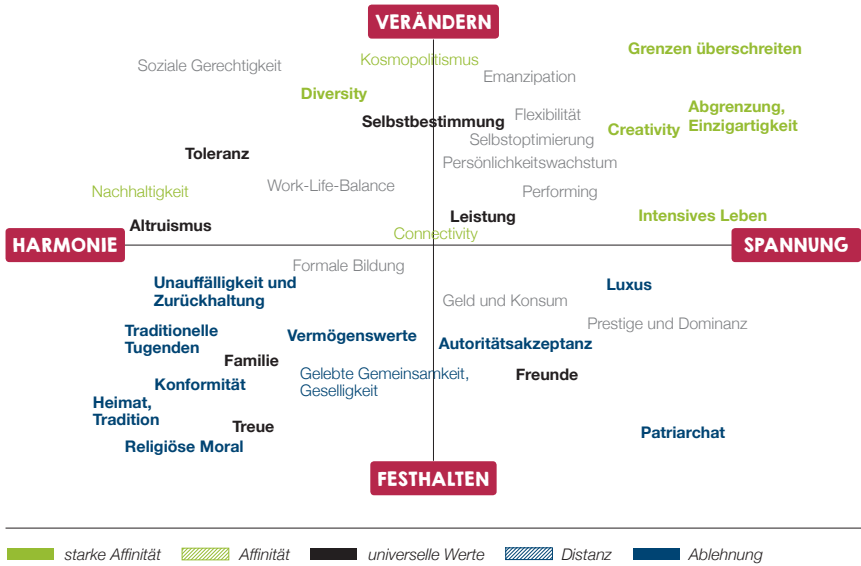 VERÄNDERN
Grenzen überschreiten
Kosmopolitismus
Soziale Gerechtigkeit
Emanzipation
Diversity
Abgrenzung,
Einzigartigkeit
Flexibilität
Selbstbestimmung
Creativity
Selbstoptimierung
Toleranz
Persönlichkeitswachstum
Work-Life-Balance
Nachhaltigkeit
Performing
Leistung
Intensives Leben
Altruismus
Connectivity
HARMONIE
SPANNUNG
Formale Bildung
Unauffälligkeit und
Zurückhaltung
Luxus
Geld und Konsum
Prestige und Dominanz
Traditionelle
Tugenden
Vermögenswerte
Autoritätsakzeptanz
Familie
Gelebte Gemeinsamkeit,
Geselligkeit
Freunde
Konformität
Heimat,
Tradition
Treue
Patriarchat
Religiöse Moral
FESTHALTEN
starke Affinität
Affinität
universelle Werte
Distanz
Ablehnung